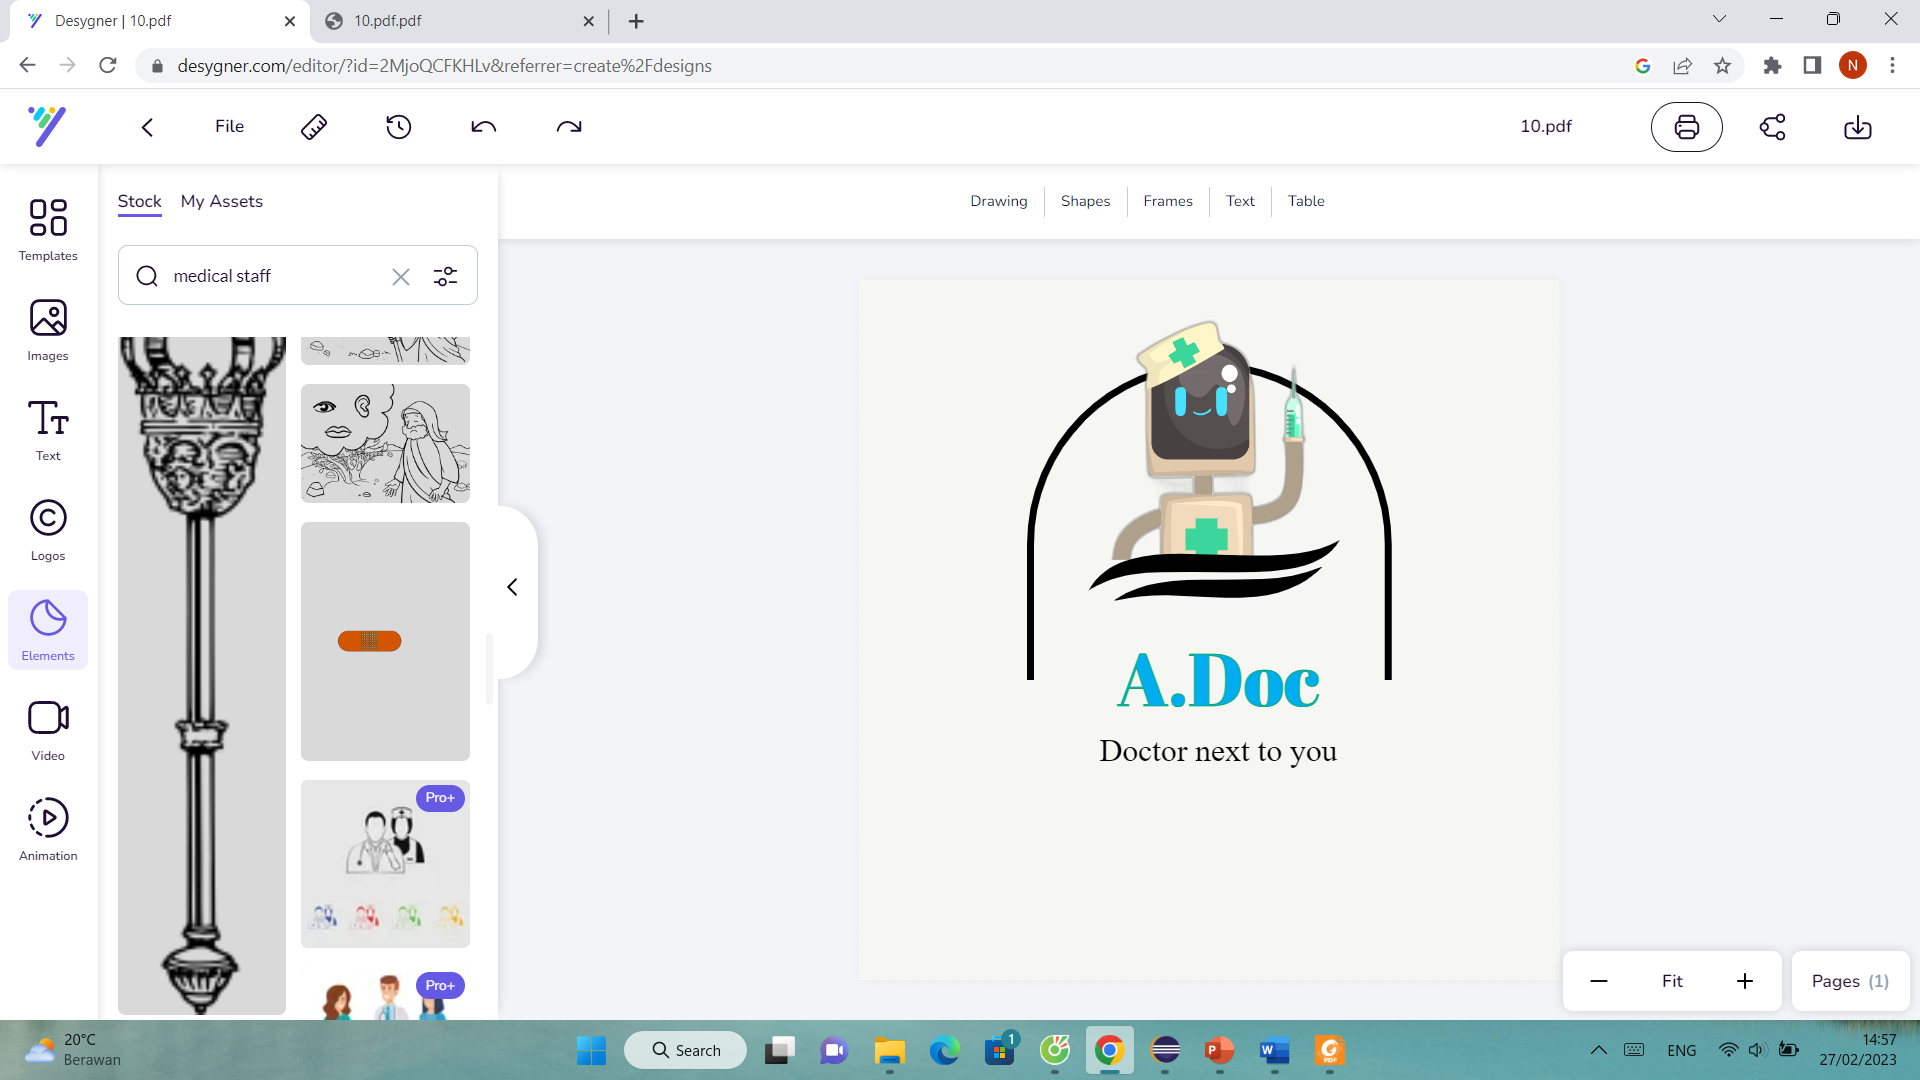 Desygner | 10.pdf
10.pdf.pdf
desygner.com/editor/?id=2MjoQCFKHLv&referrer=create%2Fdesigns
N
File
10.pdf
Templates
Images
Text
Logos
Elements
Video
Animation
Stock
My Assets
medical staff
Pro+
Pro+
Drawing
Shapes
Frames
Text
Table
A.Doc
Doctor next to you
Fit
Pages (1)
20°C
Berawan
Search
1
ENG
14:57
27/02/2023